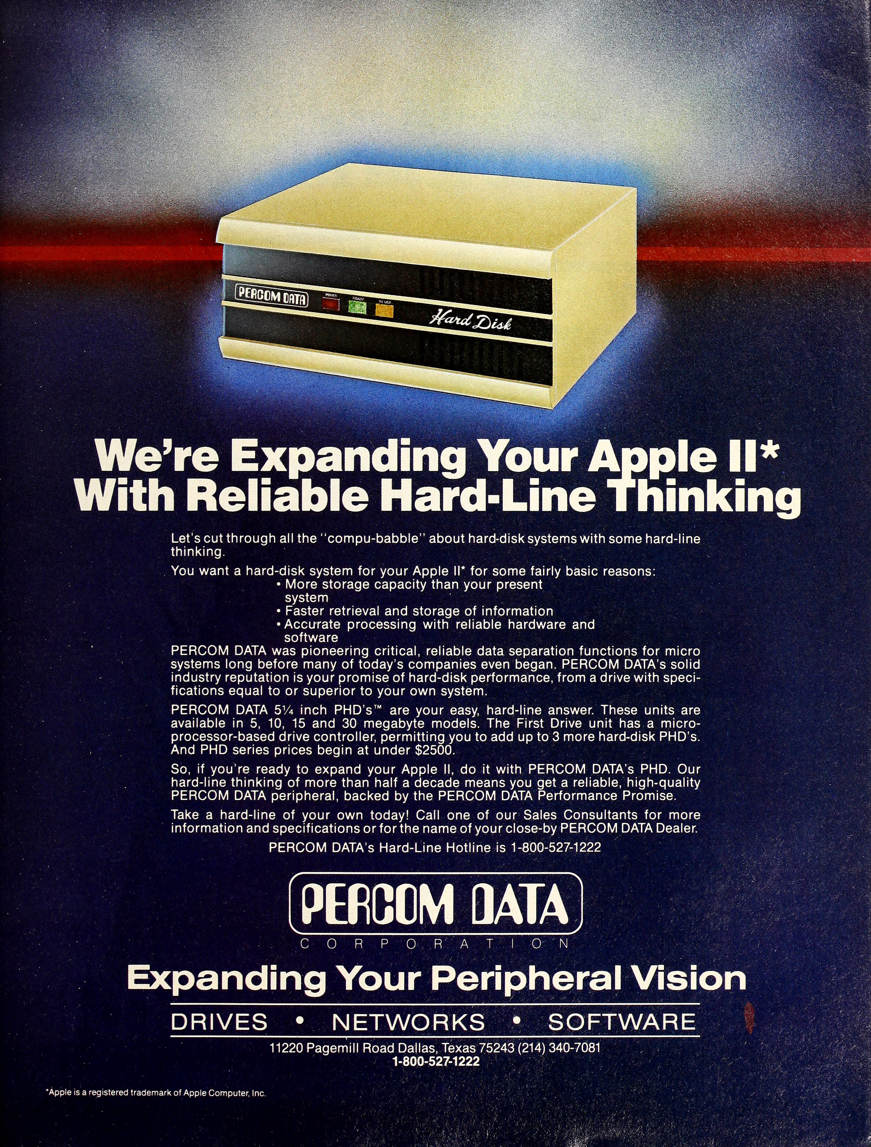 PERCOM DATA
POWER
READY
IN USE
Hard Disk
We're Expanding Your Apple II*
With Reliable Hard-Line Thinking
Let's cut through all the "compu-babble" about hard-disk systems with some hard-line
thinking.
You want a hard-disk system for your Apple II* for some fairly basic reasons:
• More storage capacity than your present
system
• Faster retrieval and storage of information
• Accurate processing with reliable hardware and
software
PERCOM DATA was pioneering critical, reliable data separation functions for micro
systems long before many of today's companies even began. PERCOM DATA's solid
industry reputation is your promise of hard-disk performance, from a drive with speci-
fications equal to or superior to your own system.
PERCOM DATA 5¼ inch PHD's™ are your easy, hard-line answer. These units are
available in 5, 10, 15 and 30 megabyte models. The First Drive unit has a micro-
processor-based drive controller, permitting you to add up to 3 more hard-disk PHD's.
And PHD series prices begin at under $2500.
So, if you're ready to expand your Apple II, do it with PERCOM DATA's PHD. Our
hard-line thinking of more than half a decade means you get a reliable, high-quality
PERCOM DATA peripheral, backed by the PERCOM DATA Performance Promise.
Take a hard-line of your own today! Call one of our Sales Consultants for more
information and specifications or for the name of your close-by PERCOM DATA Dealer.
PERCOM DATA's Hard-Line Hotline is 1-800-527-1222
PERCOM DATA
CORPORATION
Expanding Your Peripheral Vision
DRIVES • NETWORKS • SOFTWARE
11220 Pagemill Road Dallas, Texas 75243 (214) 340-7081
1-800-527-1222
*Apple is a registered trademark of Apple Computer, Inc.